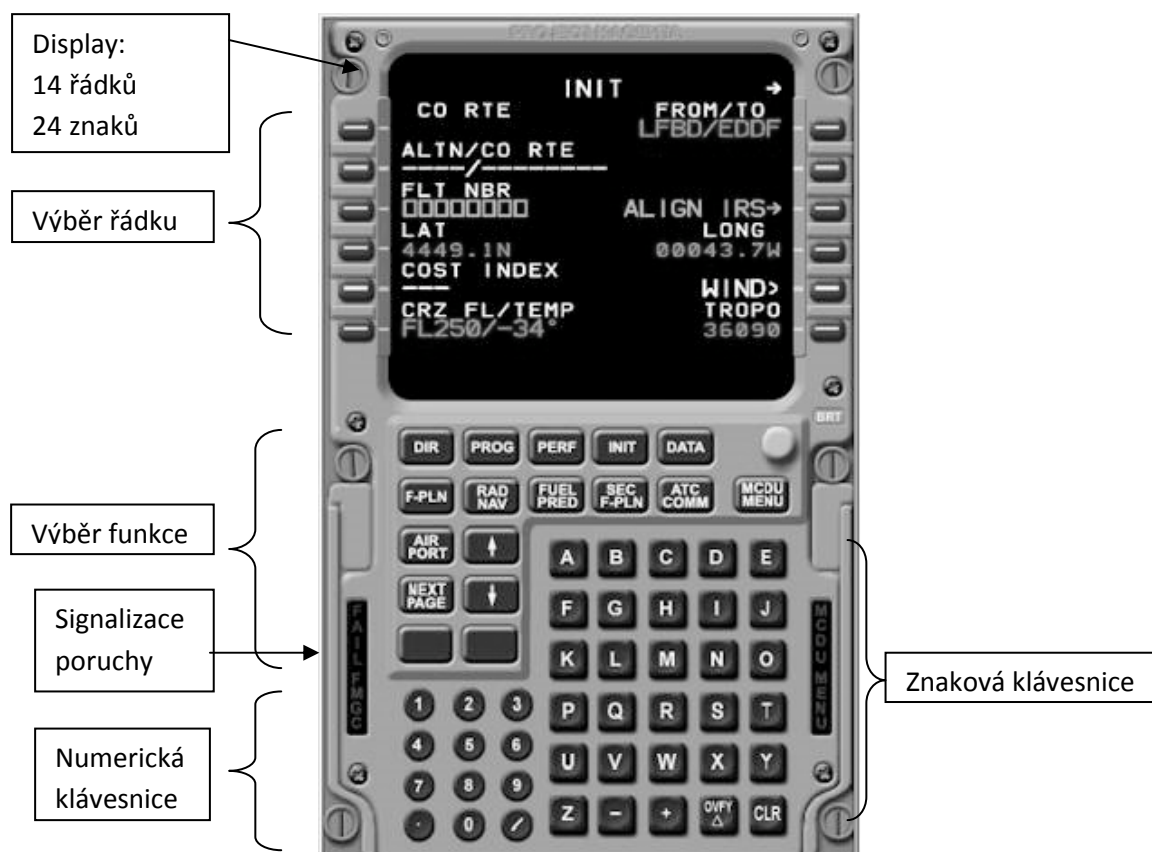 Display:
14 řádků
24 znaků
Výběr řádku
Výběr funkce
Signalizace
poruchy
Numerická
klávesnice
Znaková klávesnice
PROJECT MAGENTA
INIT →
CO RTE FROM/TO
LFBD/EDDF
ALTN/CO RTE
----/--------
FLT NBR
▯▯▯▯▯▯▯▯ ALIGN IRS→
LAT LONG
4449.1N 00043.7W
COST INDEX
--- WIND>
CRZ FL/TEMP TROPO
FL250/-34° 36090
BRT
DIR PROG PERF INIT DATA
F-PLN RAD NAV FUEL PRED SEC F-PLN ATC COMM MCDU MENU
AIR PORT
NEXT PAGE
FAIL FMGC
MCDU MENU
A B C D E
F G H I J
K L M N O
P Q R S T
U V W X Y
Z - + OVFY Δ CLR
1 2 3
4 5 6
7 8 9
. 0 /